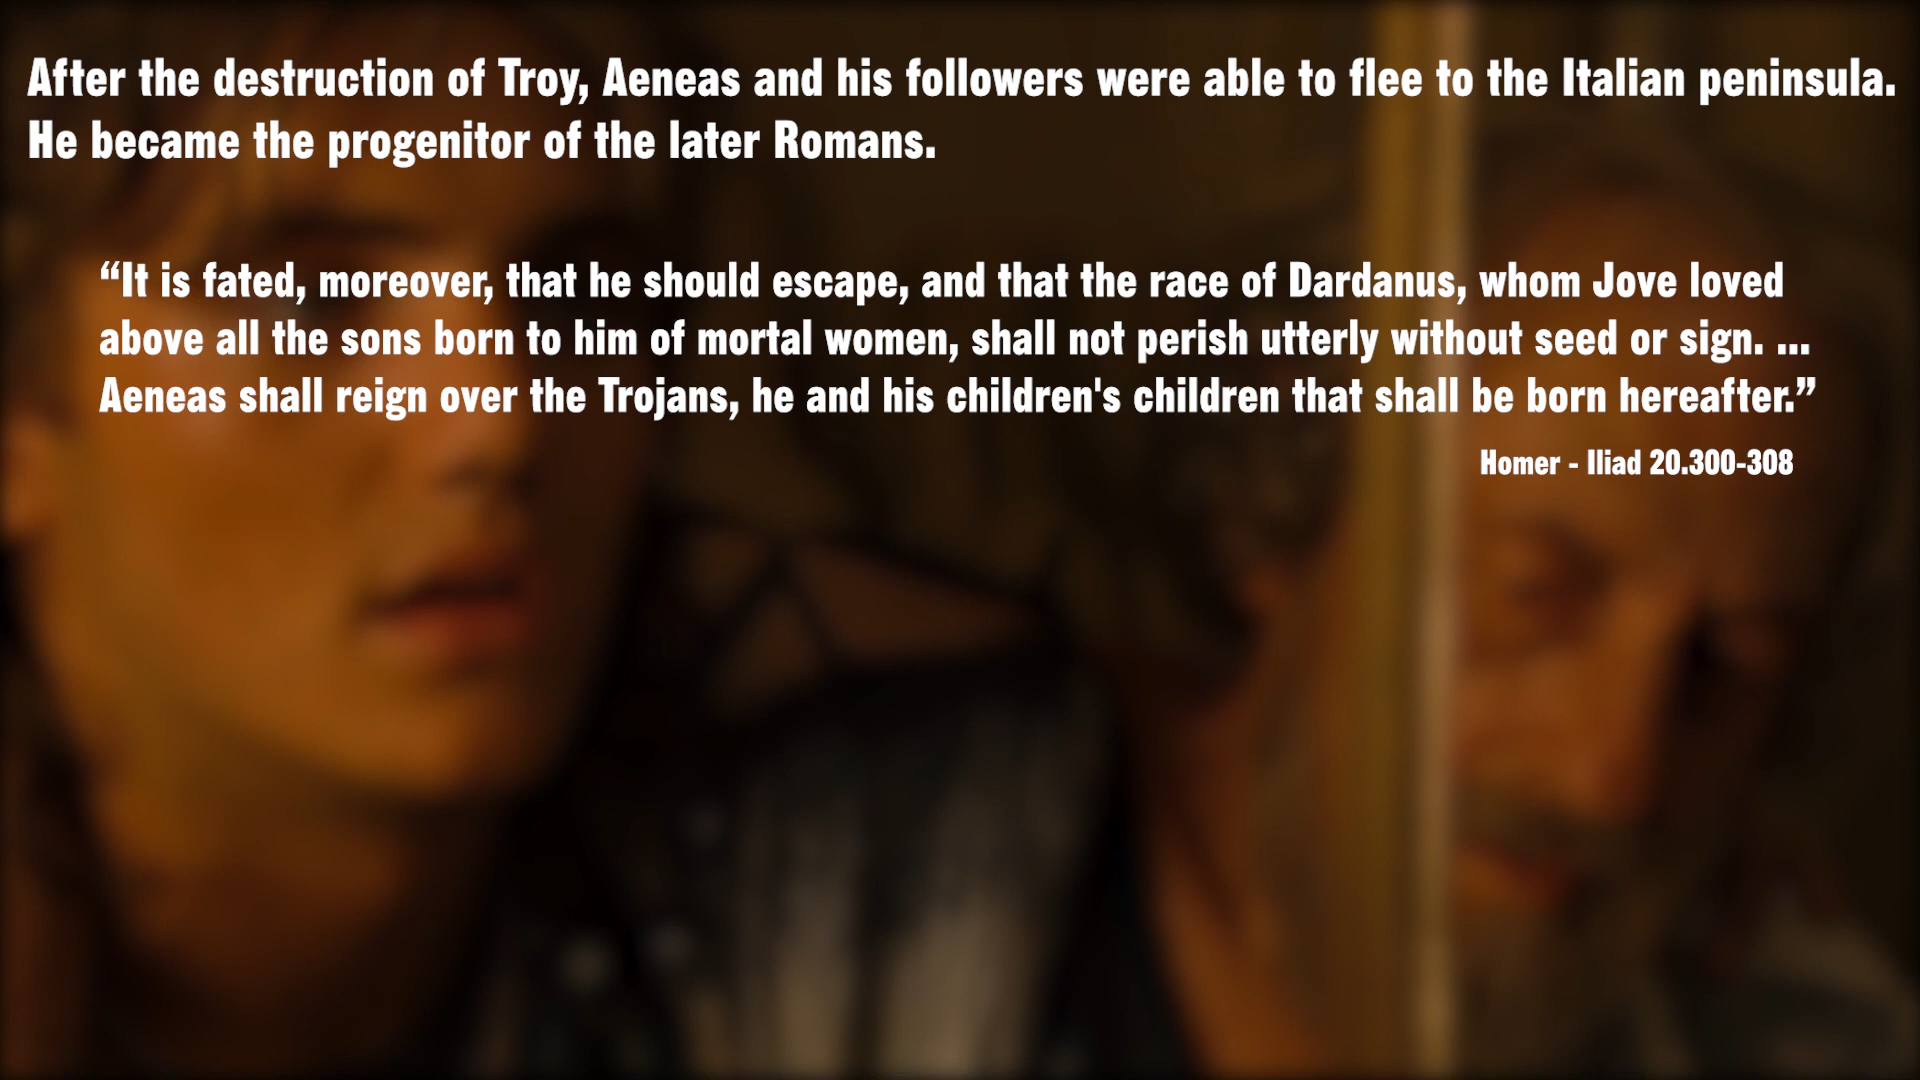 After the destruction of Troy, Aeneas and his followers were able to flee to the Italian peninsula.
He became the progenitor of the later Romans.
“It is fated, moreover, that he should escape, and that the race of Dardanus, whom Jove loved
above all the sons born to him of mortal women, shall not perish utterly without seed or sign. ...
Aeneas shall reign over the Trojans, he and his children's children that shall be born hereafter.”
Homer - Iliad 20.300-308